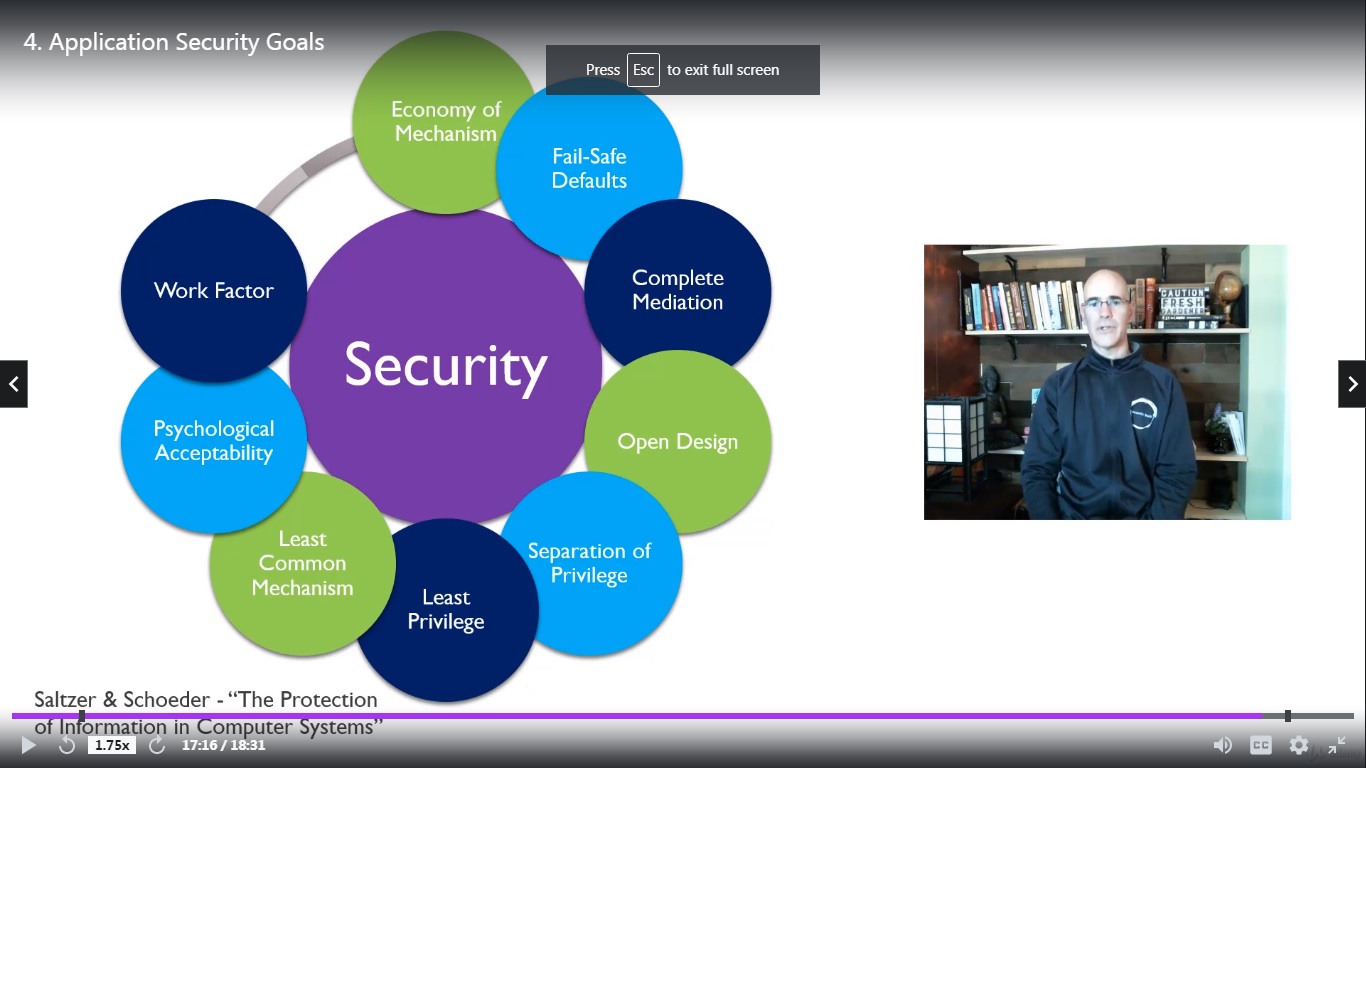 4. Application Security Goals
Press Esc to exit full screen
Economy of
Mechanism
Fail-Safe
Defaults
Complete
Mediation
Work Factor
Security
Open Design
Psychological
Acceptability
Separation of
Privilege
Least
Common
Mechanism
Least
Privilege
CAUTION
FRESH
GARDENER
Saltzer & Schoeder - “The Protection
of Information in Computer Systems”
1.75x
17:16 / 18:31
CC